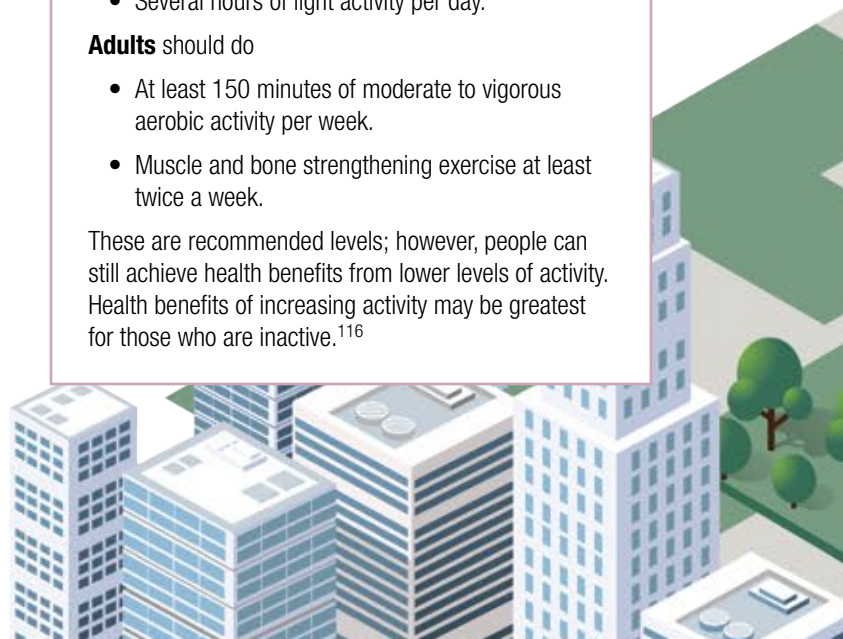 • Several hours of light activity per day.
Adults should do
• At least 150 minutes of moderate to vigorous
aerobic activity per week.
• Muscle and bone strengthening exercise at least
twice a week.
These are recommended levels; however, people can
still achieve health benefits from lower levels of activity.
Health benefits of increasing activity may be greatest
for those who are inactive.116